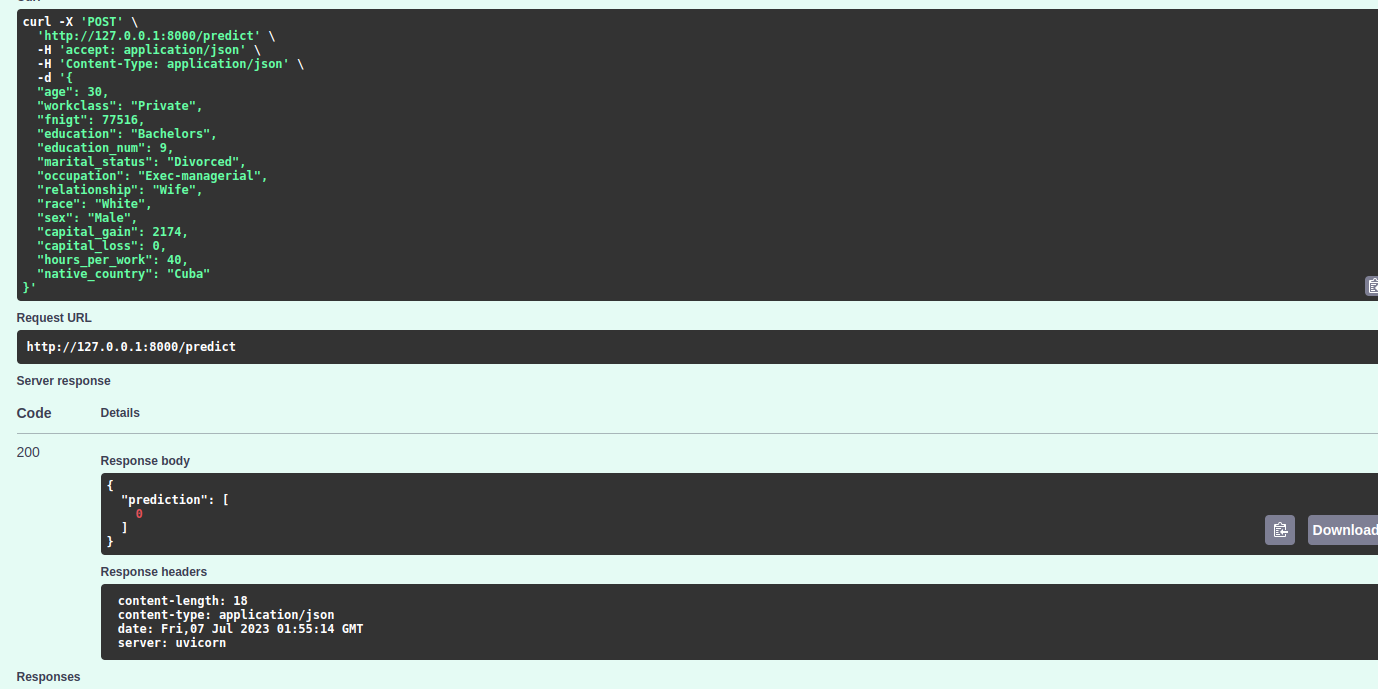 curl -X 'POST' \
'http://127.0.0.1:8000/predict' \
-H 'accept: application/json' \
-H 'Content-Type: application/json' \
-d '{
"age": 30,
"workclass": "Private",
"fnigt": 77516,
"education": "Bachelors",
"education_num": 9,
"marital_status": "Divorced",
"occupation": "Exec-managerial",
"relationship": "Wife",
"race": "White",
"sex": "Male",
"capital_gain": 2174,
"capital_loss": 0,
"hours_per_work": 40,
"native_country": "Cuba"
}'
Request URL
http://127.0.0.1:8000/predict
Server response
Code Details
200
Response body
{
"prediction": [
0
]
}
Download
Response headers
content-length: 18
content-type: application/json
date: Fri,07 Jul 2023 01:55:14 GMT
server: uvicorn
Responses